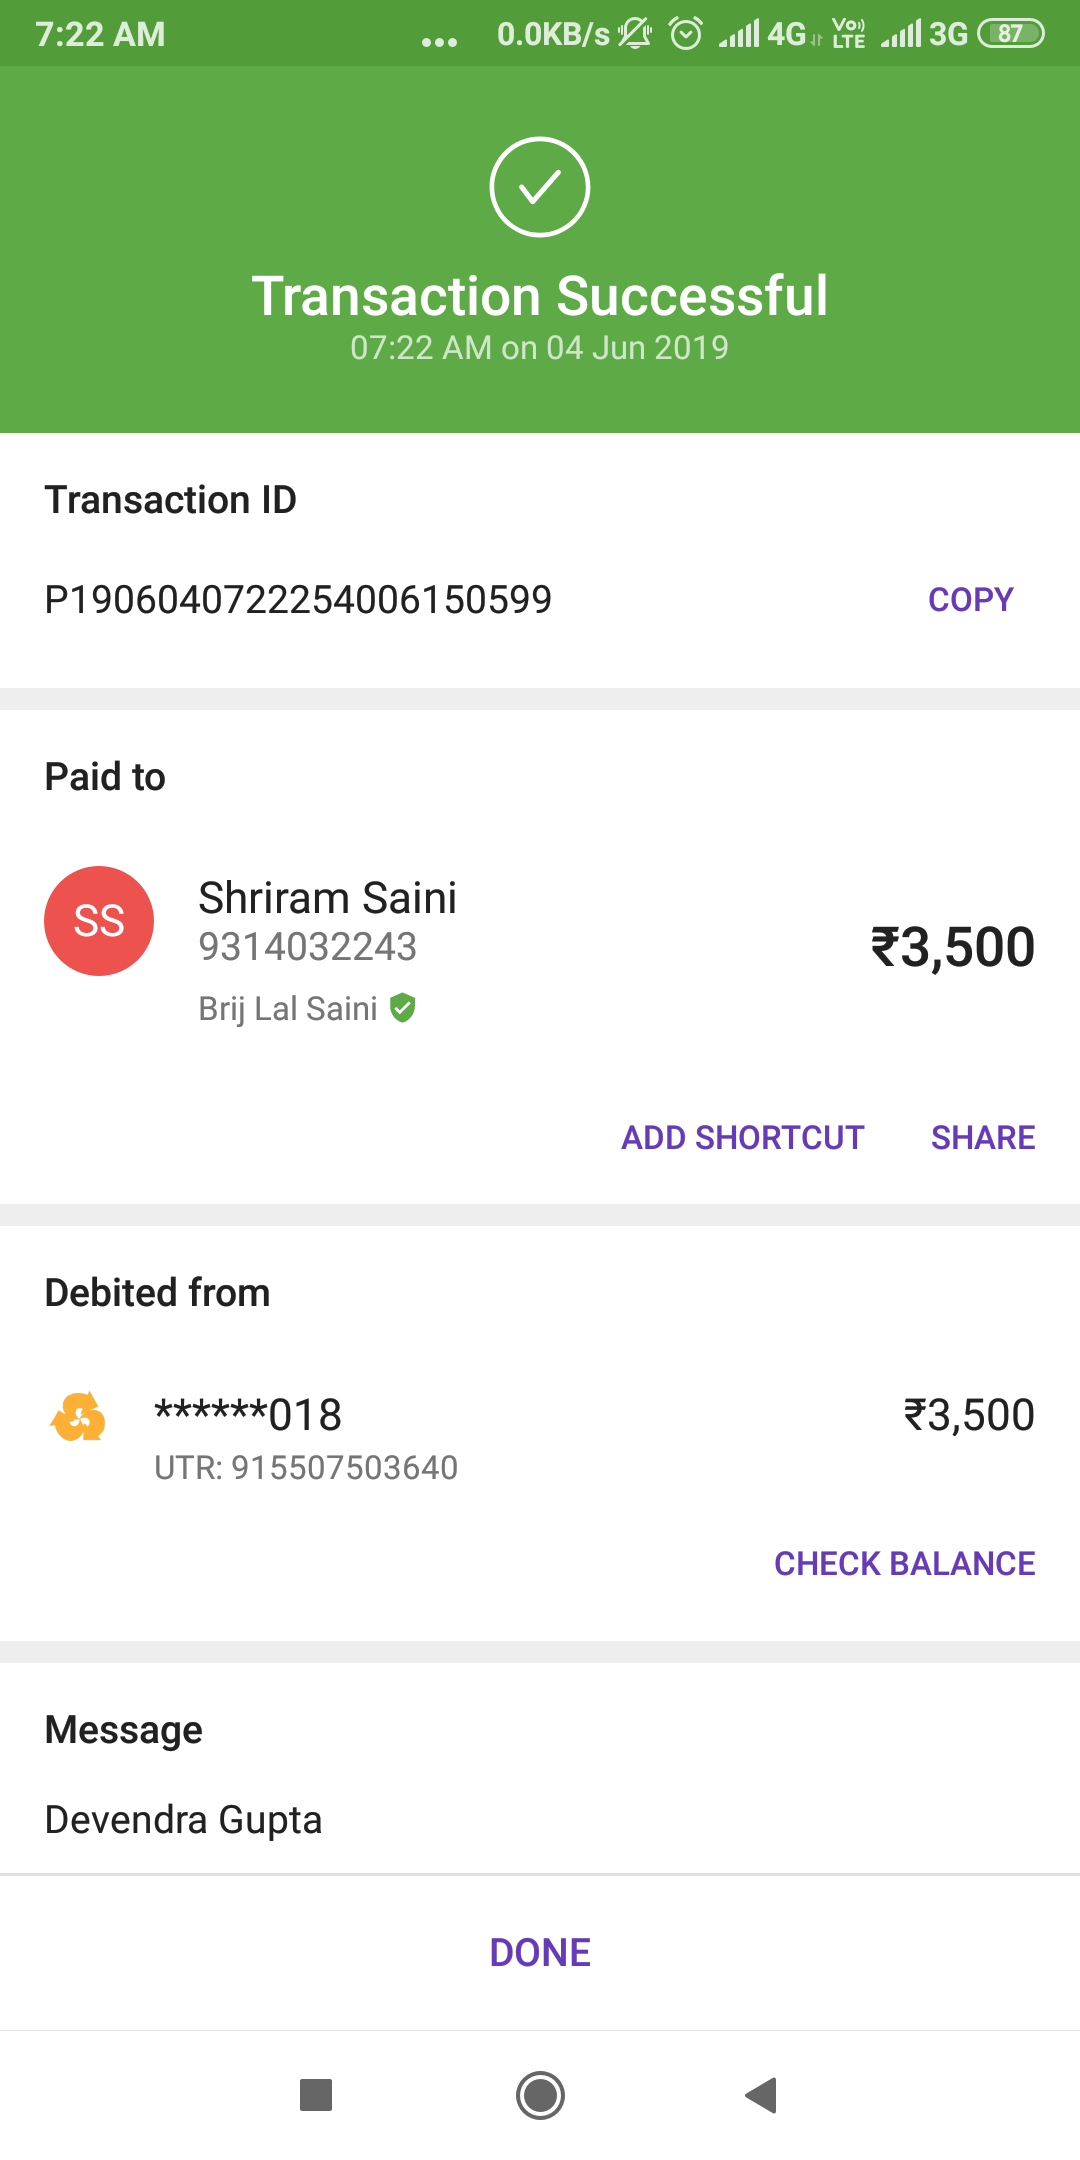 7:22 AM ... 0.0KB/s 4G VoLTE 3G 87
Transaction Successful
07:22 AM on 04 Jun 2019
Transaction ID
P1906040722254006150599 COPY
Paid to
SS
Shriram Saini
9314032243
₹3,500
Brij Lal Saini
ADD SHORTCUT SHARE
Debited from
******018 ₹3,500
UTR: 915507503640
CHECK BALANCE
Message
Devendra Gupta
DONE